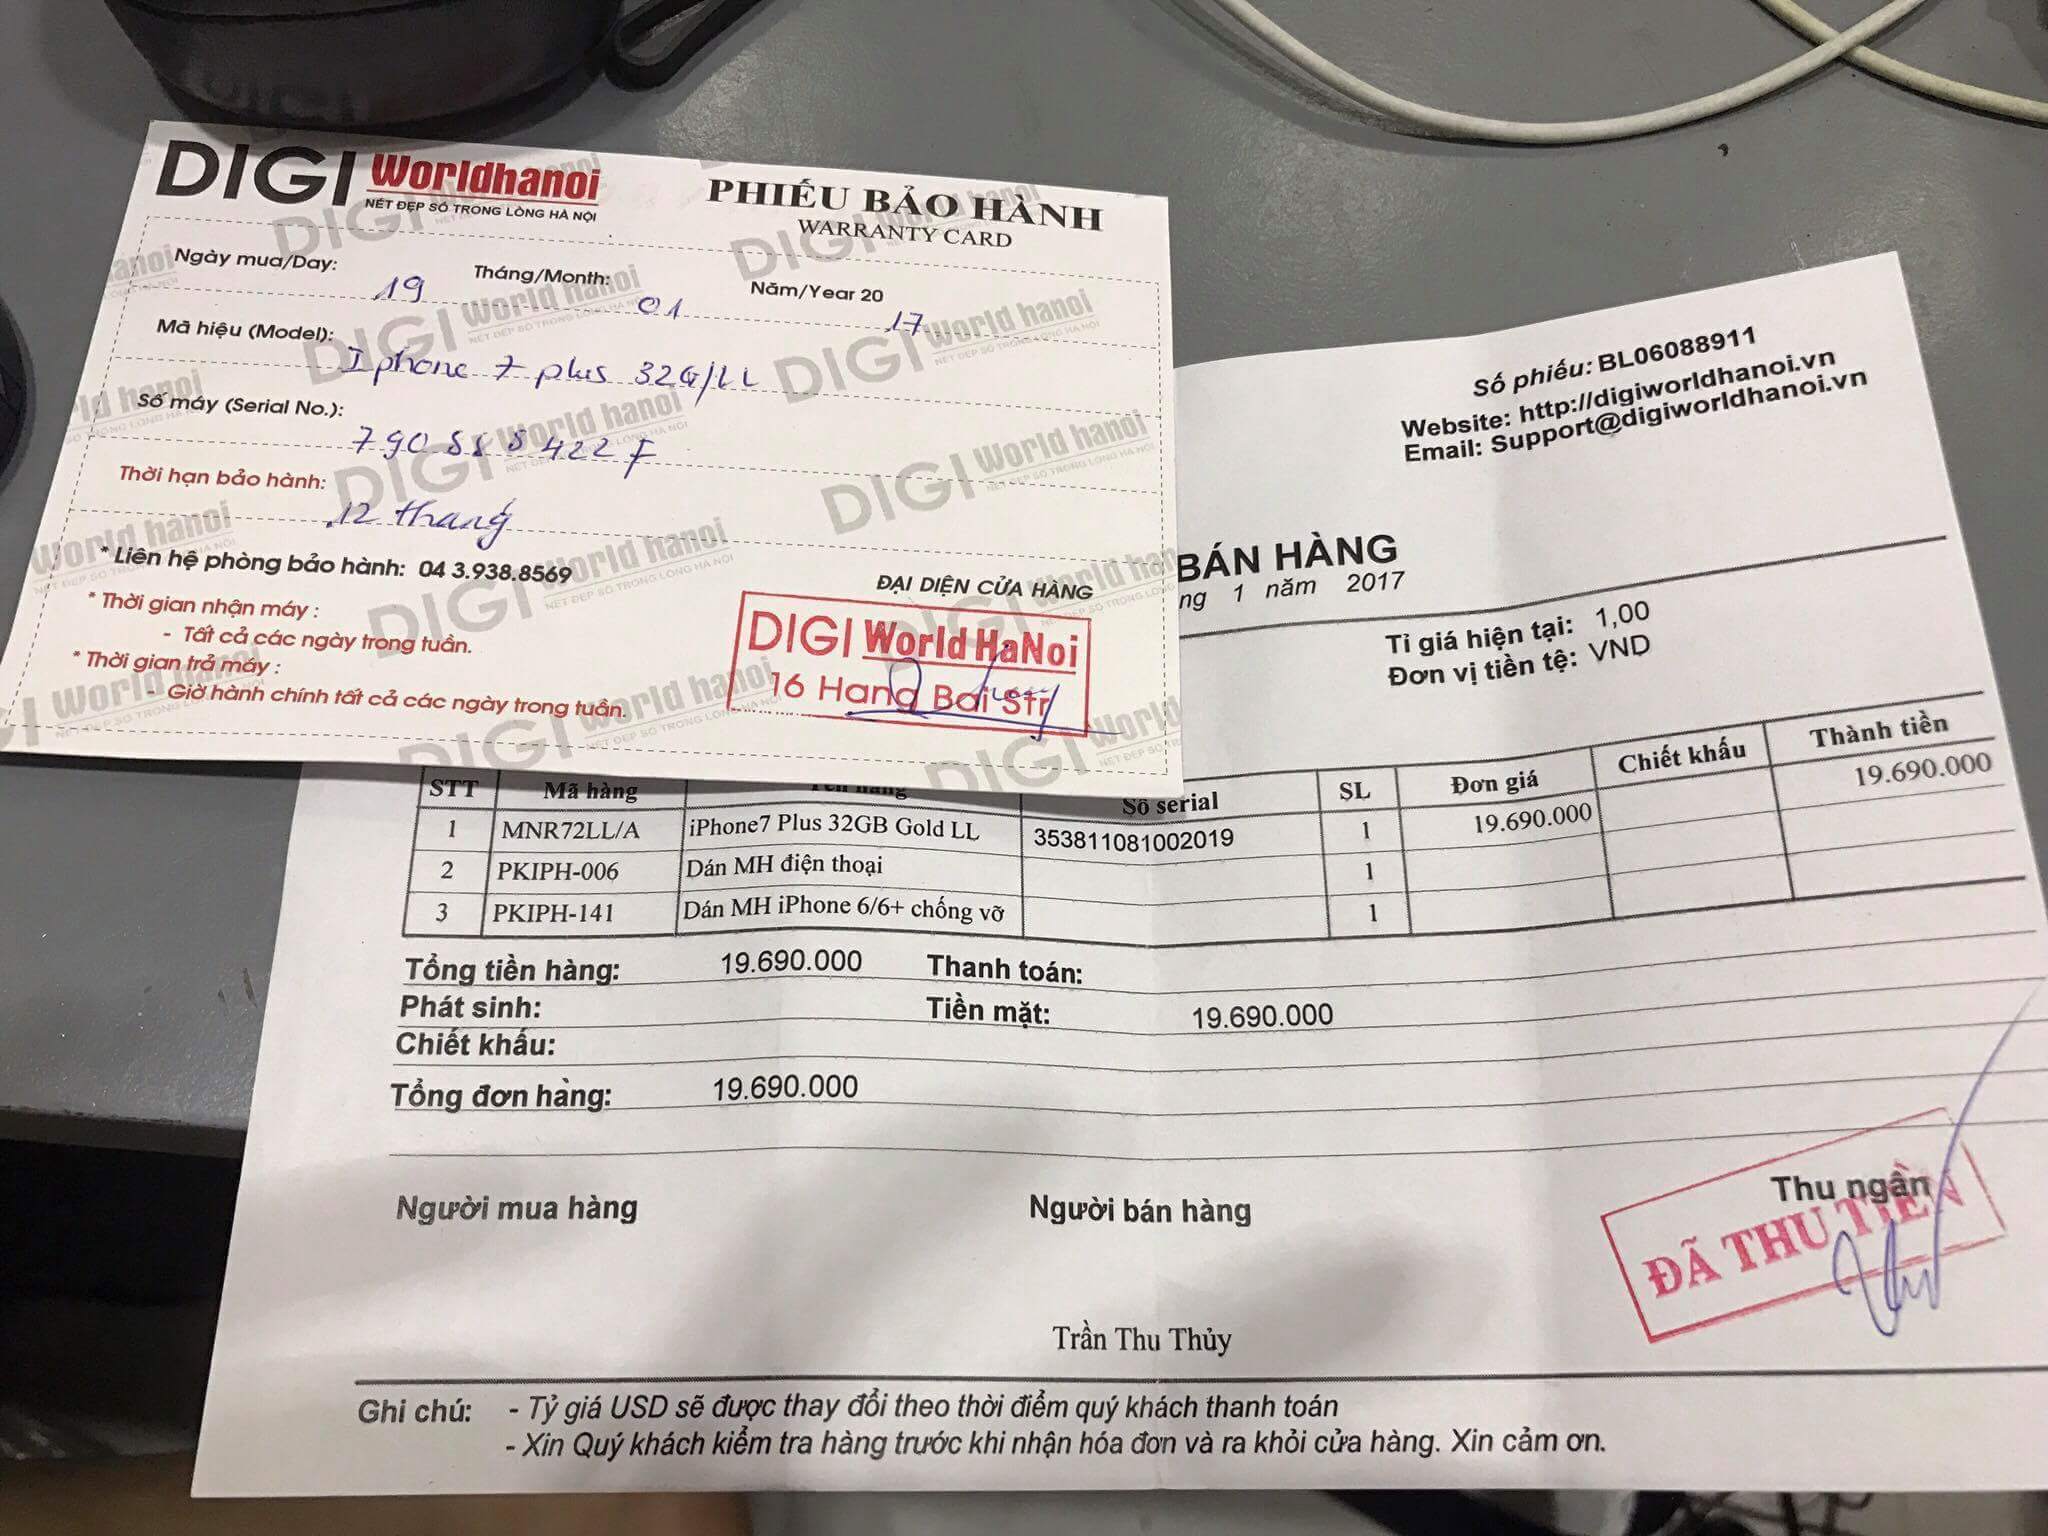 DIGI Worldhanoi
NÉT ĐẸP SỐ TRONG LÒNG HÀ NỘI
PHIẾU BẢO HÀNH
WARRANTY CARD
Ngày mua/Day: 19 Tháng/Month: 01 Năm/Year 20 17
Mã hiệu (Model): Iphone 7 plus 32G/LL
Số máy (Serial No.):
Thời hạn bảo hành: 12 tháng
* Liên hệ phòng bảo hành: 04 3.938.8569
* Thời gian nhận máy :
- Tất cả các ngày trong tuần.
* Thời gian trả máy :
- Giờ hành chính tất cả các ngày trong tuần.
ĐẠI DIỆN CỬA HÀNG
DIGI World HaNoi
16 Hang Bai Str
Số phiếu: BL06088911
Website: http://digiworldhanoi.vn
Email: Support@digiworldhanoi.vn
BÁN HÀNG
ng 1 năm 2017
Tỉ giá hiện tại: 1,00
Đơn vị tiền tệ: VND
STT Mã hàng Tên hàng Số serial SL Đơn giá Chiết khấu Thành tiền
1 MNR72LL/A iPhone7 Plus 32GB Gold LL 353811081002019 1 19.690.000 19.690.000
2 PKIPH-006 Dán MH điện thoại 1
3 PKIPH-141 Dán MH iPhone 6/6+ chống vỡ 1
Tổng tiền hàng: 19.690.000 Thanh toán:
Phát sinh: Tiền mặt: 19.690.000
Chiết khấu:
Tổng đơn hàng: 19.690.000
Người mua hàng Người bán hàng Thu ngân
ĐÃ THU TIỀN
Trần Thu Thủy
Ghi chú: - Tỷ giá USD sẽ được thay đổi theo thời điểm quý khách thanh toán
- Xin Quý khách kiểm tra hàng trước khi nhận hóa đơn và ra khỏi cửa hàng. Xin cảm ơn.